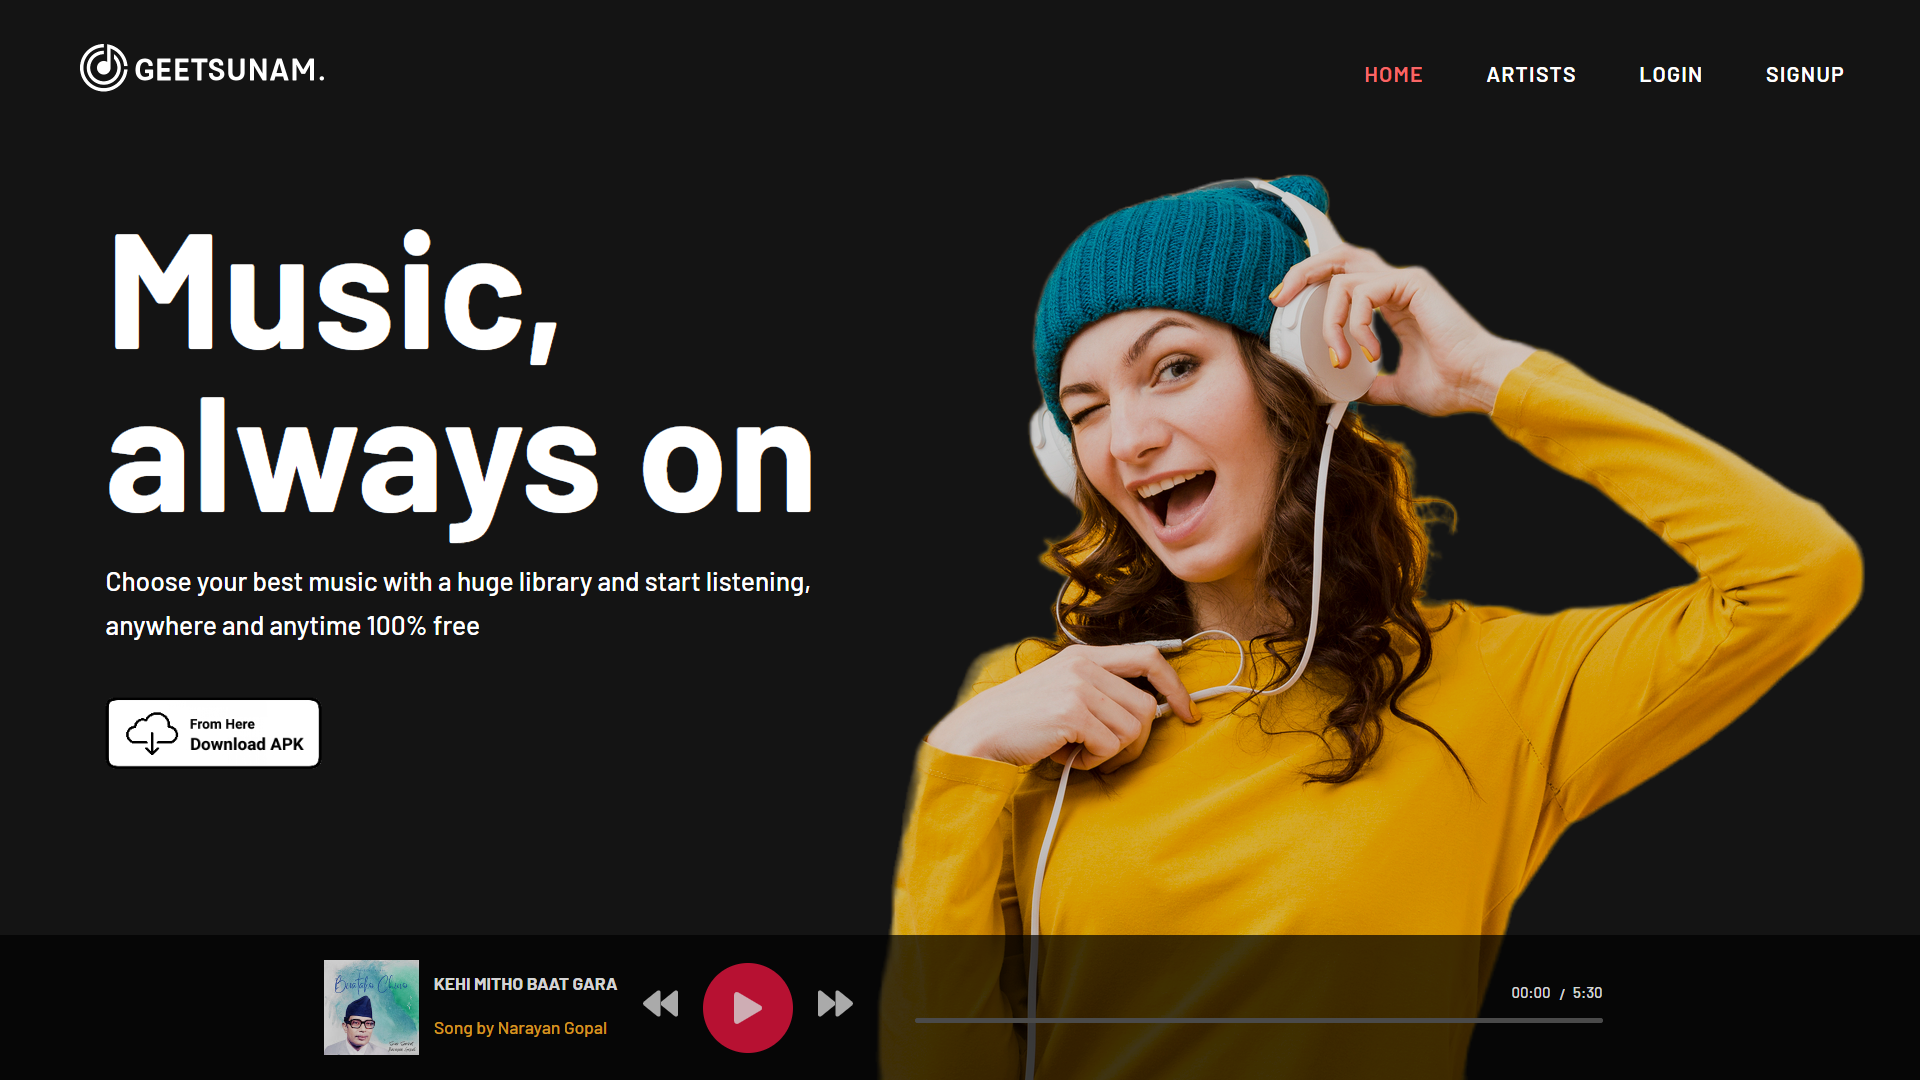 GEETSUNAM.
HOME ARTISTS LOGIN SIGNUP
Music,
always on
Choose your best music with a huge library and start listening,
anywhere and anytime 100% free
From Here
Download APK
KEHI MITHO BAAT GARA
Song by Narayan Gopal
00:00 / 5:30